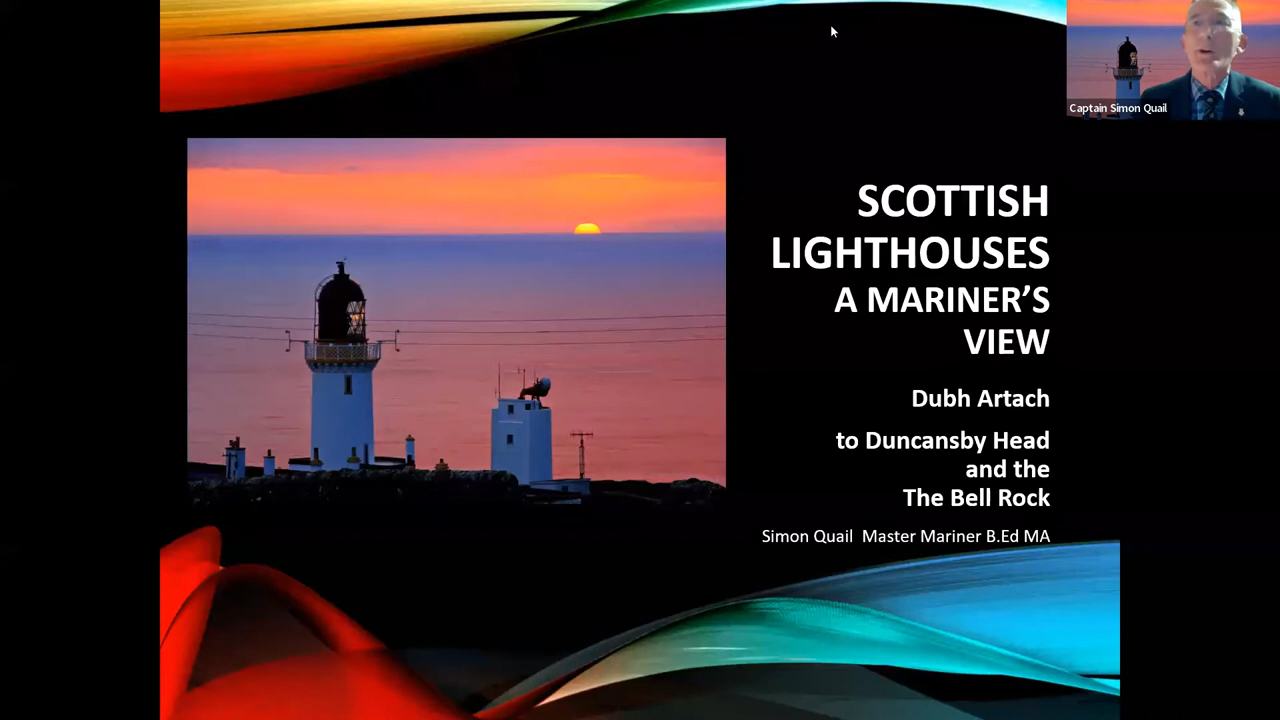 Captain Simon Quail
SCOTTISH
LIGHTHOUSES
A MARINER'S
VIEW
Dubh Artach
to Duncansby Head
and the
The Bell Rock
Simon Quail  Master Mariner B.Ed MA